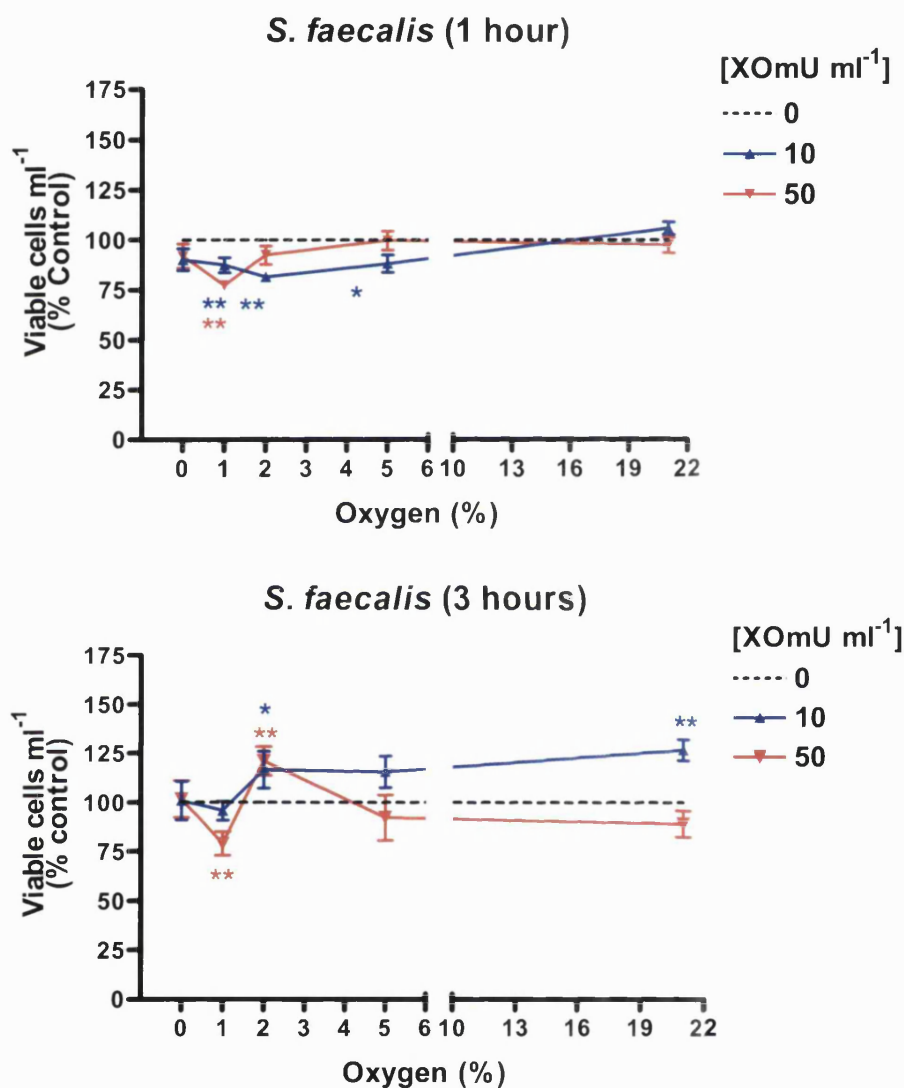 S. faecalis (1 hour)
[XOmU ml-1]
0
10
50
Viable cells ml-1
(% Control)
175
150
125
100
75
50
25
0
** ** *
**
0 1 2 3 4 5 6 10 13 16 19 22
Oxygen (%)
S. faecalis (3 hours)
[XOmU ml-1]
0
10
50
Viable cells ml-1
(% control)
175
150
125
100
75
50
25
0
* **
**
**
0 1 2 3 4 5 6 10 13 16 19 22
Oxygen (%)